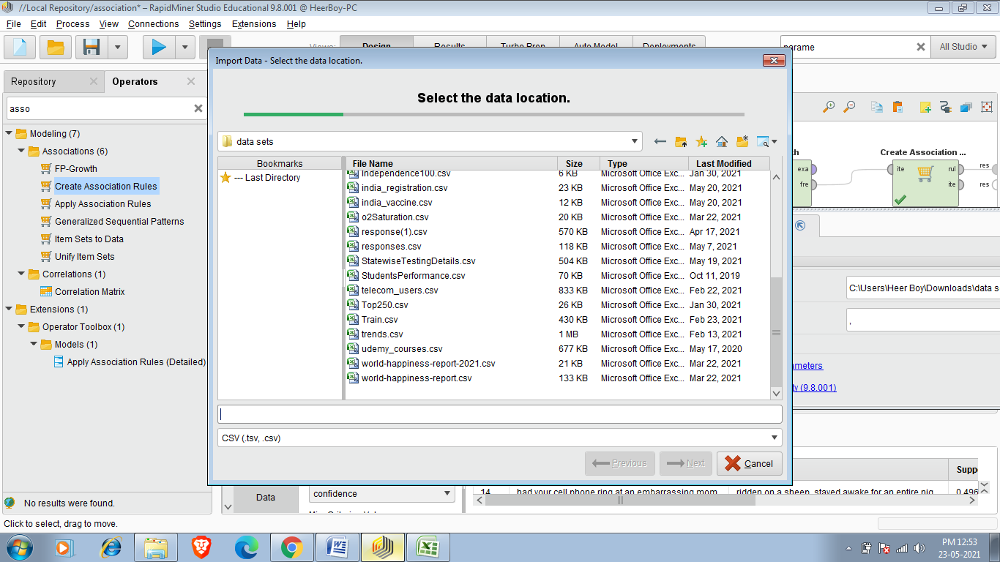 //Local Repository/association* – RapidMiner Studio Educational 9.8.001 @ HeerBoy-PC
File Edit Process View Connections Settings Extensions Help
Views: Design Results Turbo Prep Auto Model Deployments
parame
All Studio
Import Data - Select the data location.
Repository
Operators
asso
Modeling (7)
Associations (6)
FP-Growth
Create Association Rules
Apply Association Rules
Generalized Sequential Patterns
Item Sets to Data
Unify Item Sets
Correlations (1)
Correlation Matrix
Extensions (1)
Operator Toolbox (1)
Models (1)
Apply Association Rules (Detailed)
No results were found.
Select the data location.
data sets
Bookmarks
--- Last Directory
File Name Size Type Last Modified
Independence100.csv 6 KB Microsoft Office Exc... Jan 30, 2021
india_registration.csv 23 KB Microsoft Office Exc... May 20, 2021
india_vaccine.csv 12 KB Microsoft Office Exc... May 20, 2021
o2Saturation.csv 20 KB Microsoft Office Exc... Mar 22, 2021
response(1).csv 570 KB Microsoft Office Exc... Apr 17, 2021
responses.csv 118 KB Microsoft Office Exc... May 7, 2021
StatewiseTestingDetails.csv 504 KB Microsoft Office Exc... May 19, 2021
StudentsPerformance.csv 70 KB Microsoft Office Exc... Oct 11, 2019
telecom_users.csv 833 KB Microsoft Office Exc... Feb 22, 2021
Top250.csv 26 KB Microsoft Office Exc... Jan 30, 2021
Train.csv 430 KB Microsoft Office Exc... Feb 23, 2021
trends.csv 1 MB Microsoft Office Exc... Feb 13, 2021
udemy_courses.csv 677 KB Microsoft Office Exc... May 17, 2020
world-happiness-report-2021.csv 21 KB Microsoft Office Exc... Mar 22, 2021
world-happiness-report.csv 133 KB Microsoft Office Exc... Mar 22, 2021
CSV (.tsv, .csv)
Previous Next Cancel
th Create Association ...
exa ite rul res
fre ite res
C:\Users\Heer Boy\Downloads\data s
,
ameters
ty (9.8.001)
Data
confidence
Suppo
14 had your cell phone ring at an embarrassing mom ridden on a sheep, stayed awake for an entire nig 0.496
Click to select, drag to move.
PM 12:53
23-05-2021